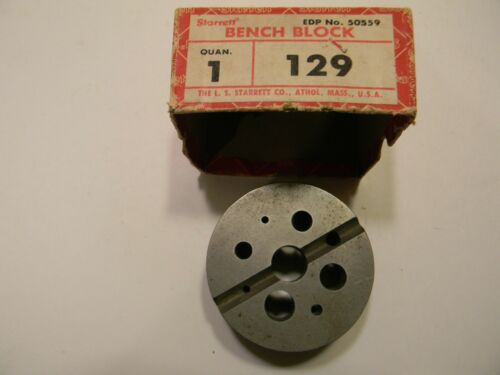 Starrett EDP No. 50559
BENCH BLOCK
QUAN.
1
129
THE L. S. STARRETT CO., ATHOL, MASS., U.S.A.